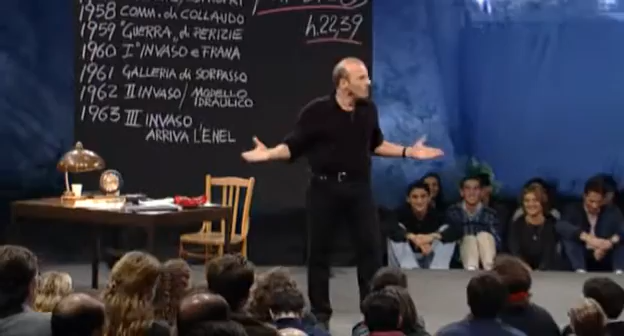 1958 COMM. di COLLAUDO
1959 "GUERRA" di PERIZIE
1960 I° INVASO e FRANA
1961 GALLERIA di SORPASSO
1962 II INVASO / MODELLO IDRAULICO
1963 III INVASO
ARRIVA L'ENEL
h. 22,39